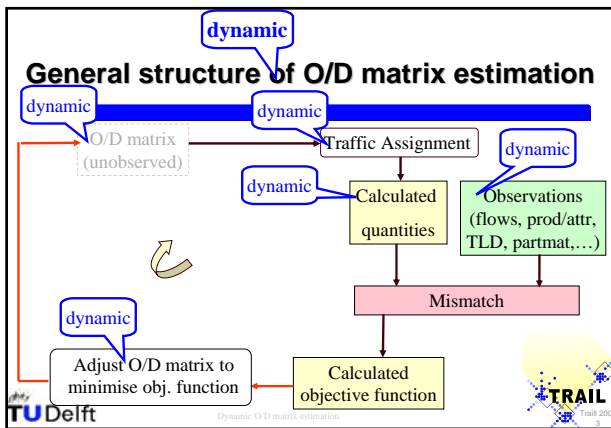 dynamic
General structure of O/D matrix estimation
dynamic
dynamic
O/D matrix
(unobserved)
Traffic Assignment
dynamic
dynamic
Calculated
quantities
Observations
(flows, prod/attr,
TLD, partmat,...)
Mismatch
dynamic
Adjust O/D matrix to
minimise obj. function
Calculated
objective function
TU Delft
Dynamic O/D matrix estimation
TRAIL
3